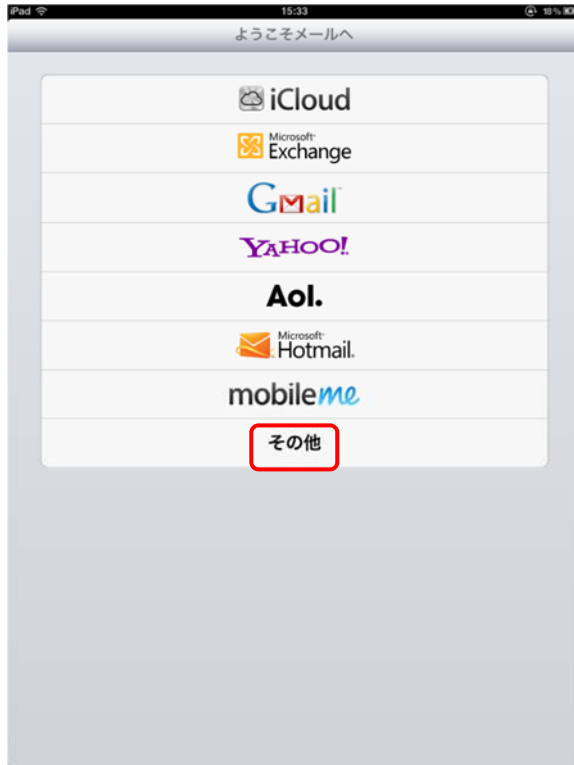 iPad 15:33 18%
ようこそメールへ
iCloud
Microsoft
Exchange
Gmail
YAHOO!
Aol.
Microsoft
Hotmail
mobileme
その他